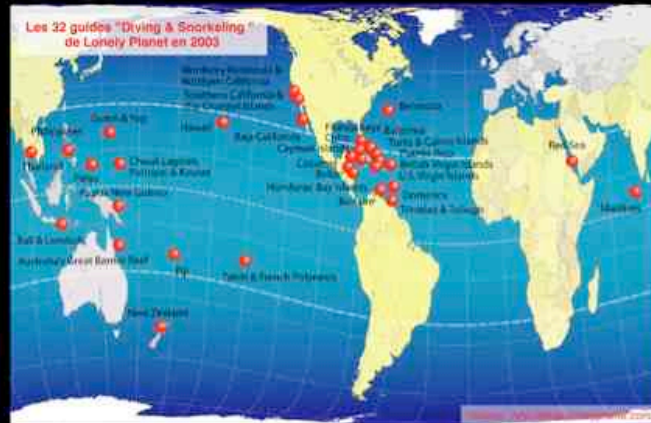 Les 32 guides "Diving & Snorkeling"
de Lonely Planet en 2003
Monterey Peninsula &
Northern California
Southern California &
the Channel Islands
Baja California
Bermuda
Florida Keys
Bahamas
Cuba
Turks & Caicos Islands
Cayman Islands
Puerto Rico
Cozumel
British Virgin Islands
Belize
U.S. Virgin Islands
Honduras' Bay Islands
Dominica
Bonaire
Trinidad & Tobago
Red Sea
Maldives
Guam & Yap
Hawaii
Philippines
Thailand
Palau
Chuuk Lagoon,
Pohnpei & Kosrae
Papua New Guinea
Bali & Lombok
Australia's Great Barrier Reef
Fiji
Tahiti & French Polynesia
New Zealand